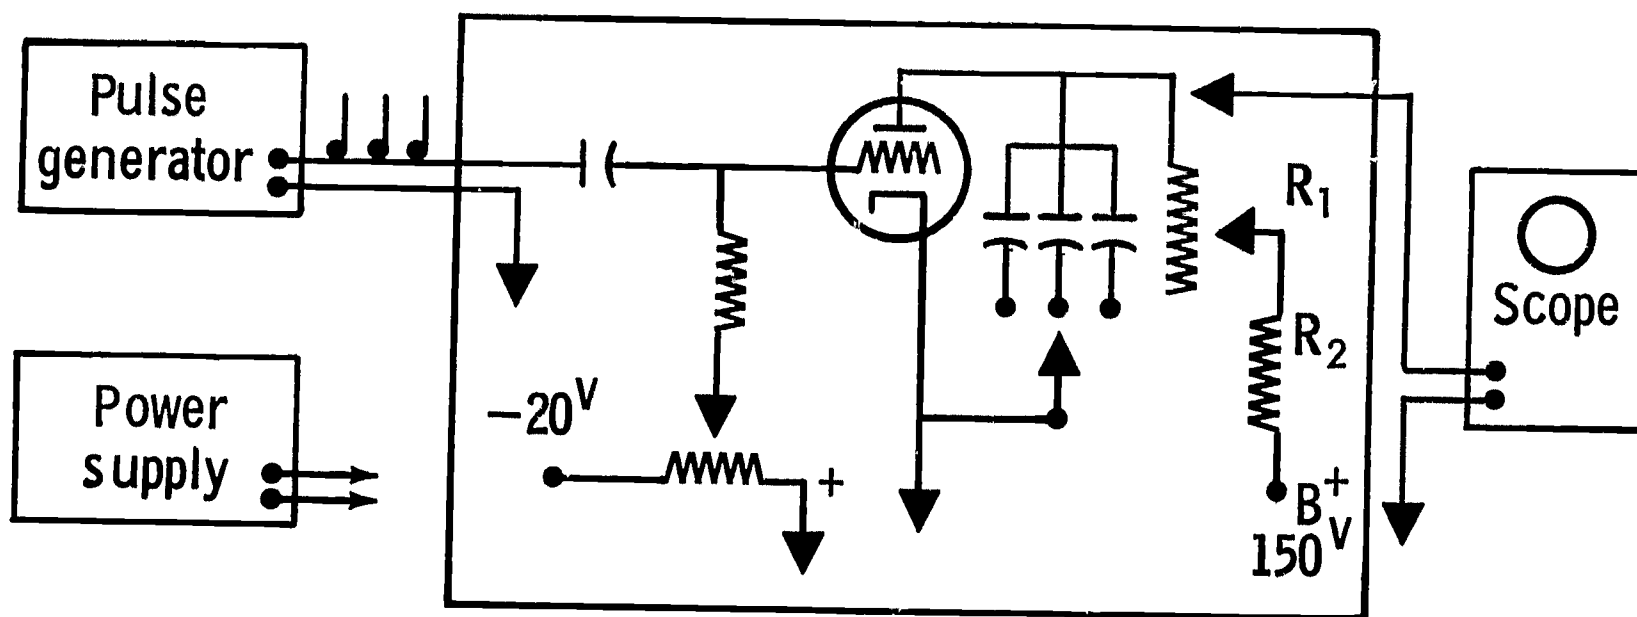 Pulse
generator
Power
supply
−20V
+
R1
R2
B+
150V
Scope